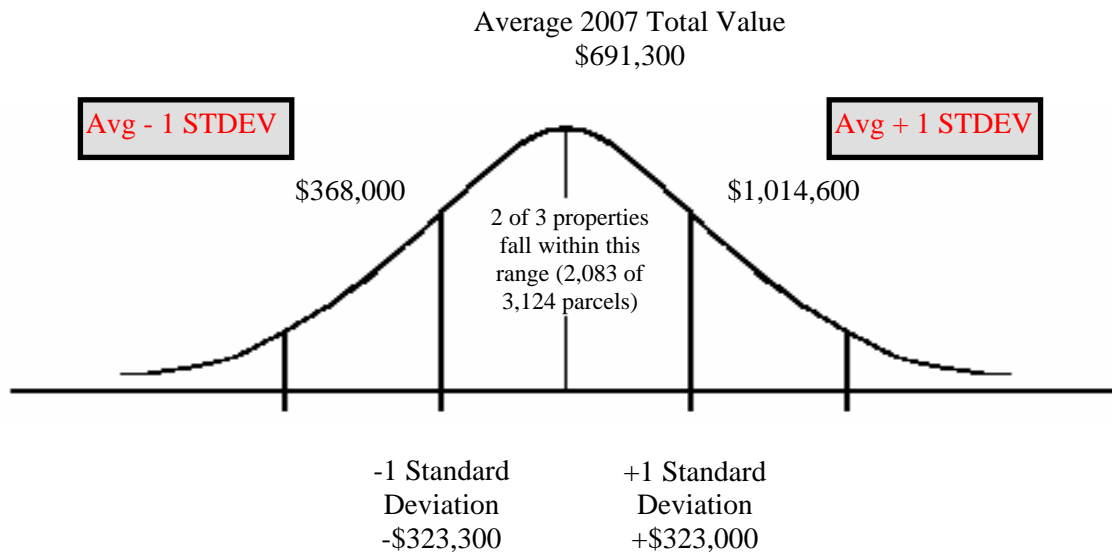 Average 2007 Total Value
$691,300
Avg - 1 STDEV
Avg + 1 STDEV
$368,000
$1,014,600
2 of 3 properties
fall within this
range (2,083 of
3,124 parcels)
-1 Standard
Deviation
-$323,300
+1 Standard
Deviation
+$323,000